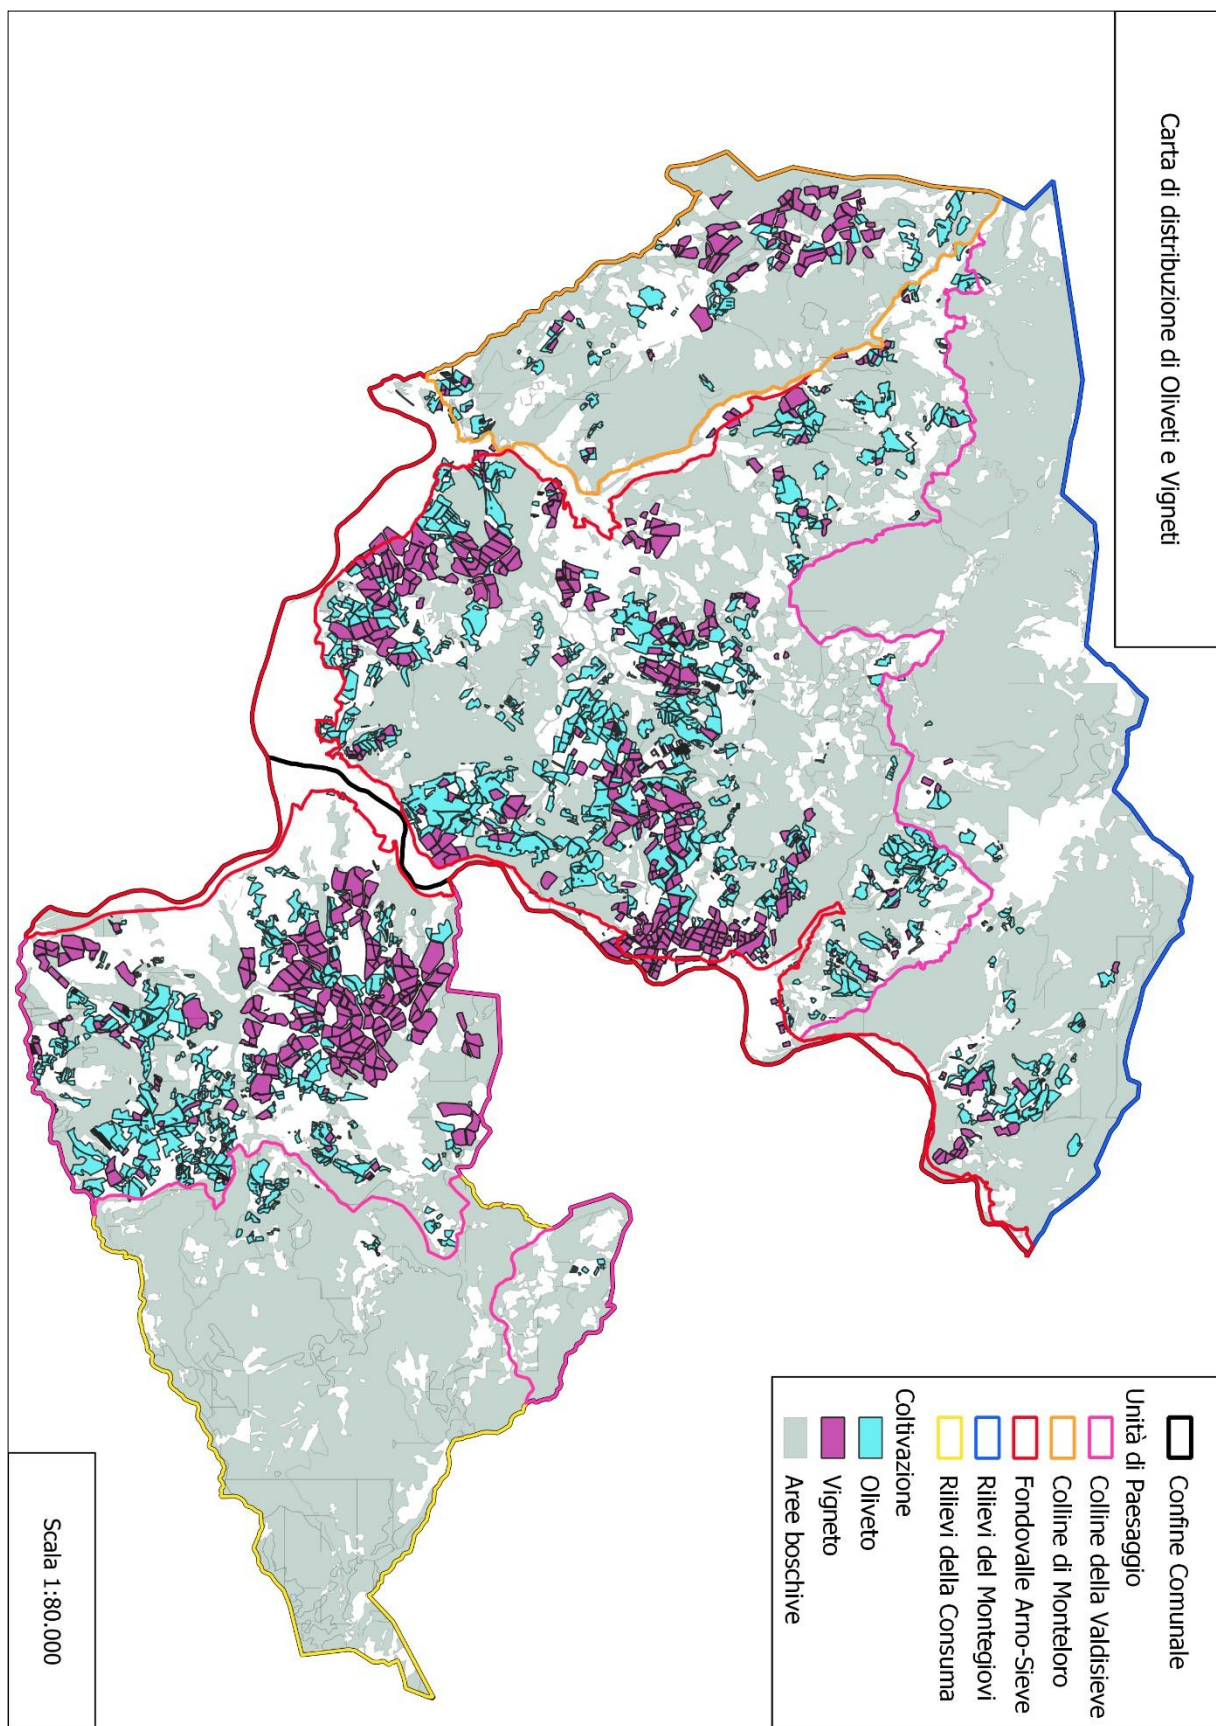 Carta di distribuzione di Oliveti e Vigneti
Confine Comunale
Unità di Paesaggio
Colline della Valdisieve
Colline di Monteloro
Fondovalle Arno-Sieve
Rilievi del Montegiovi
Rilievi della Consuma
Coltivazione
Oliveto
Vigneto
Aree boschive
Scala 1:80.000